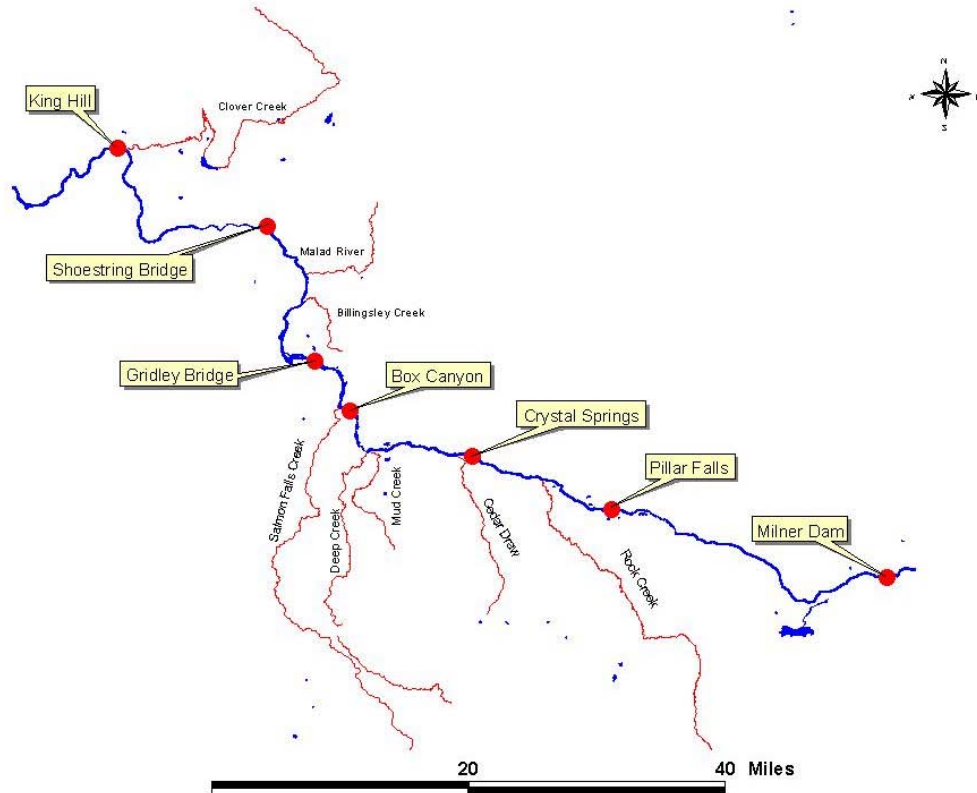 N
Clover Creek
King Hill
Malad River
Shoestring Bridge
Billingsley Creek
Gridley Bridge
Box Canyon
Crystal Springs
Pillar Falls
Salmon Falls Creek
Deep Creek
Mud Creek
Cedar Draw
Rock Creek
Milner Dam
S
20
40 Miles